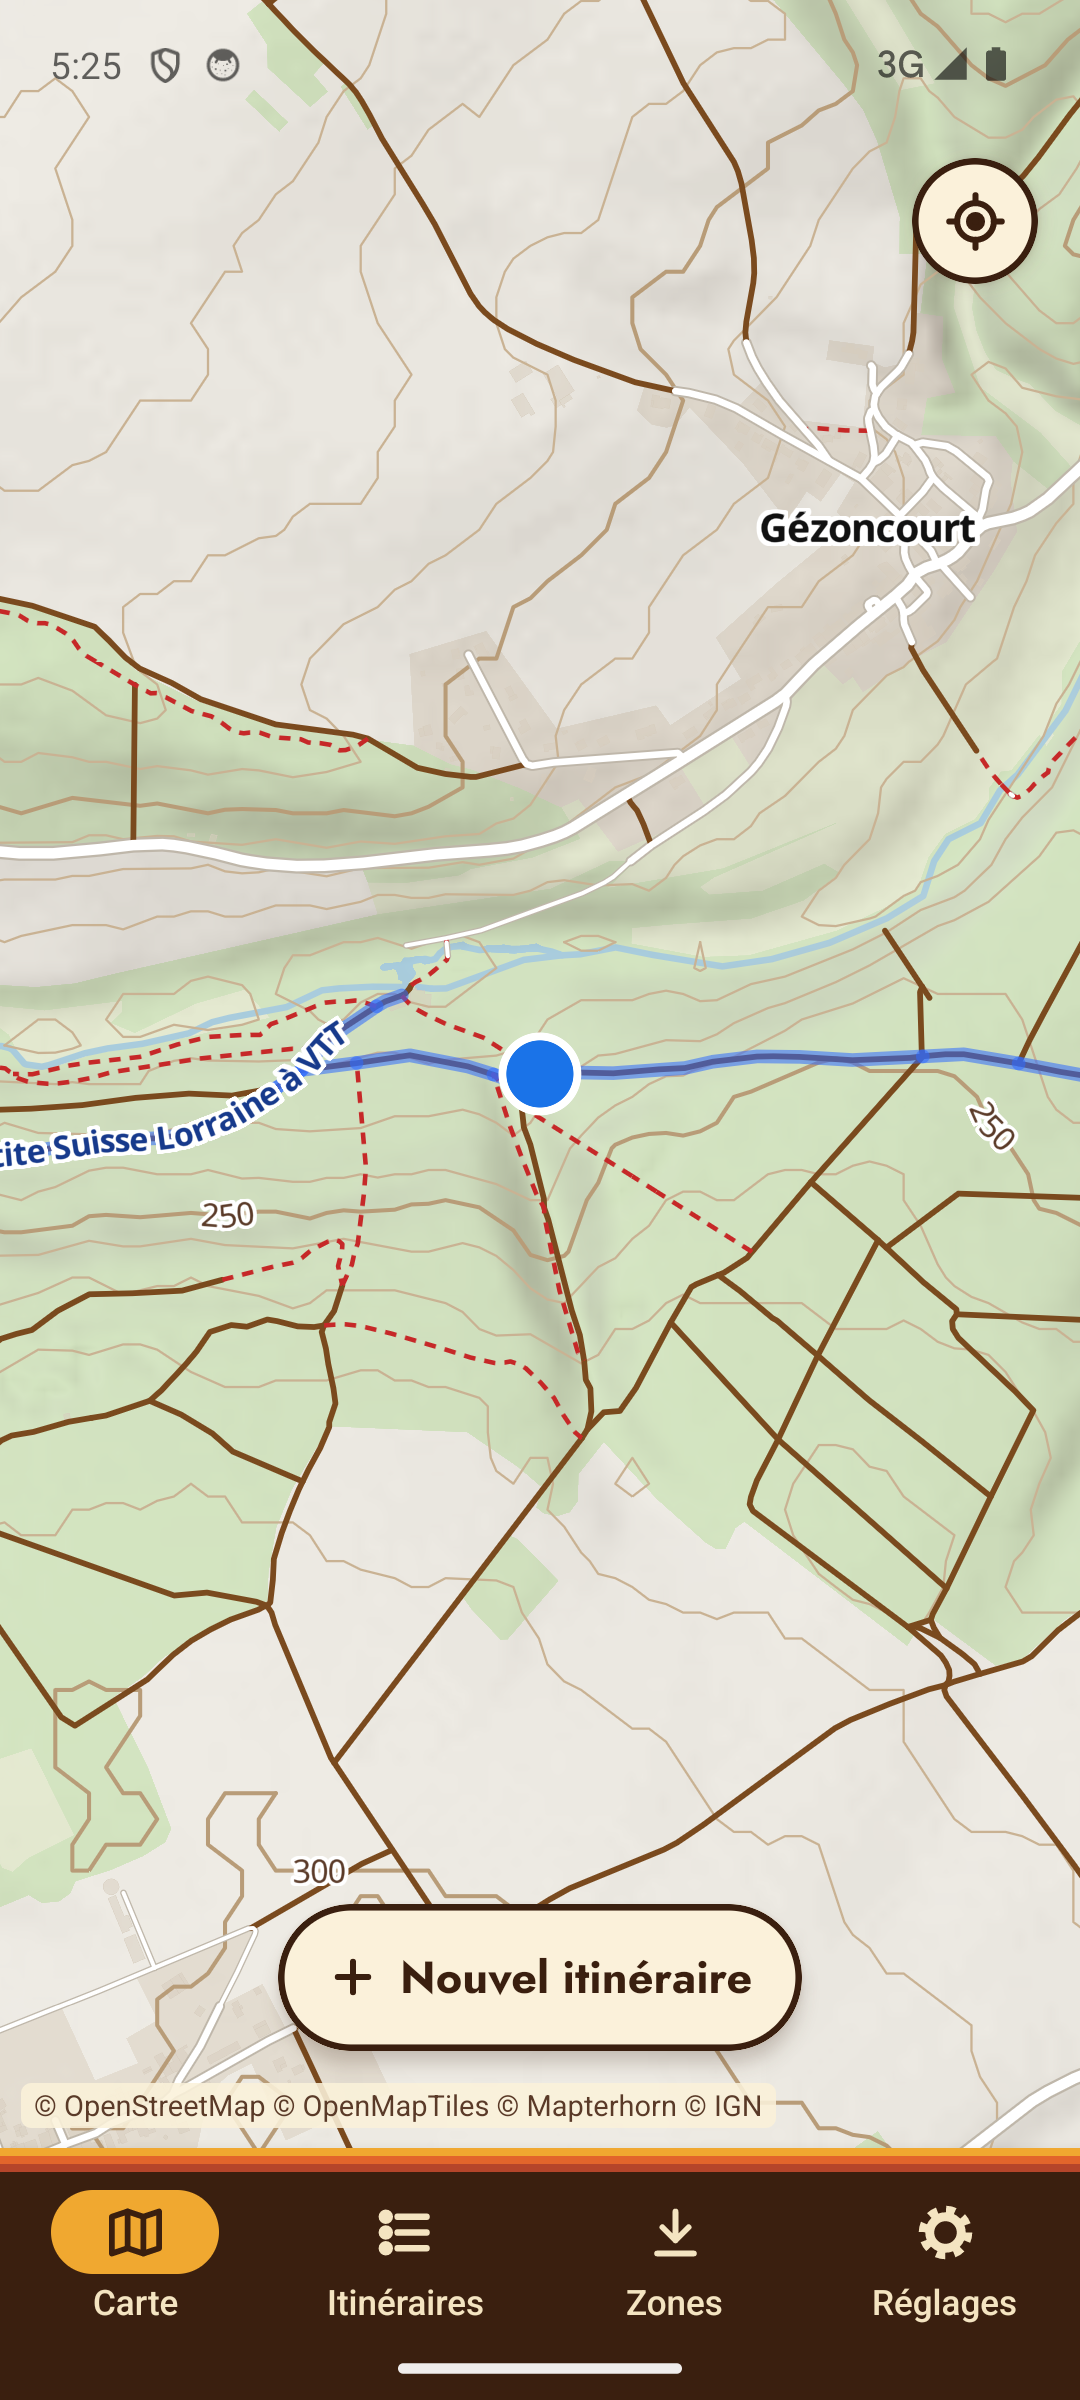 5:25
3G
Gézoncourt
tite Suisse Lorraine à VTT
250
250
300
+ Nouvel itinéraire
© OpenStreetMap © OpenMapTiles © Mapterhorn © IGN
Carte
Itinéraires
Zones
Réglages